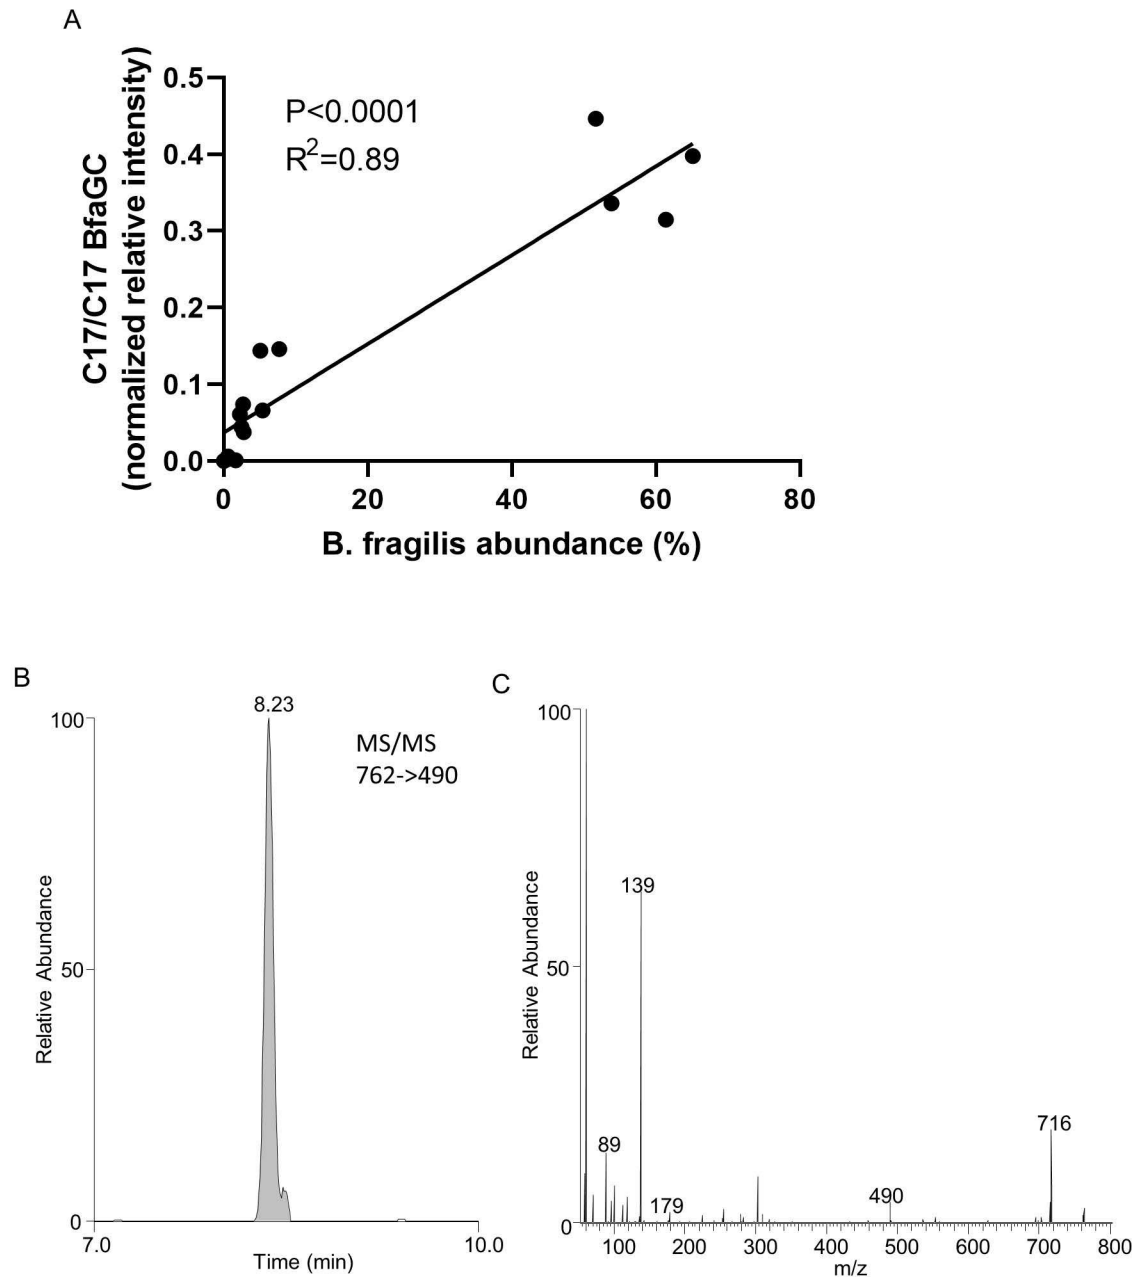 A
C17/C17 BfaGC
(normalized relative intensity)
0.5
0.4
0.3
0.2
0.1
0.0
P<0.0001
R2=0.89
0 20 40 60 80
B. fragilis abundance (%)
B
Relative Abundance
100
50
0
8.23
MS/MS
762->490
7.0 10.0
Time (min)
C
Relative Abundance
100
50
0
139
89
179
490
716
100 200 300 400 500 600 700 800
m/z